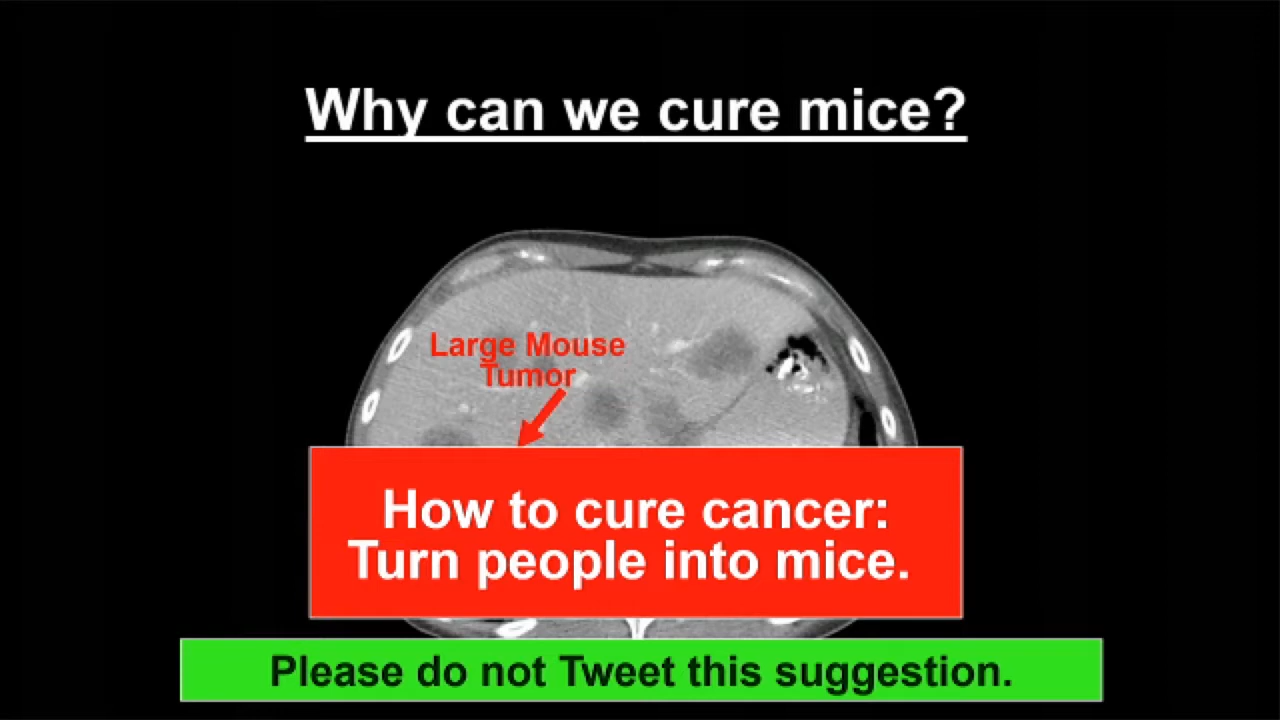 Why can we cure mice?
Large Mouse
Tumor
How to cure cancer:
Turn people into mice.
Please do not Tweet this suggestion.